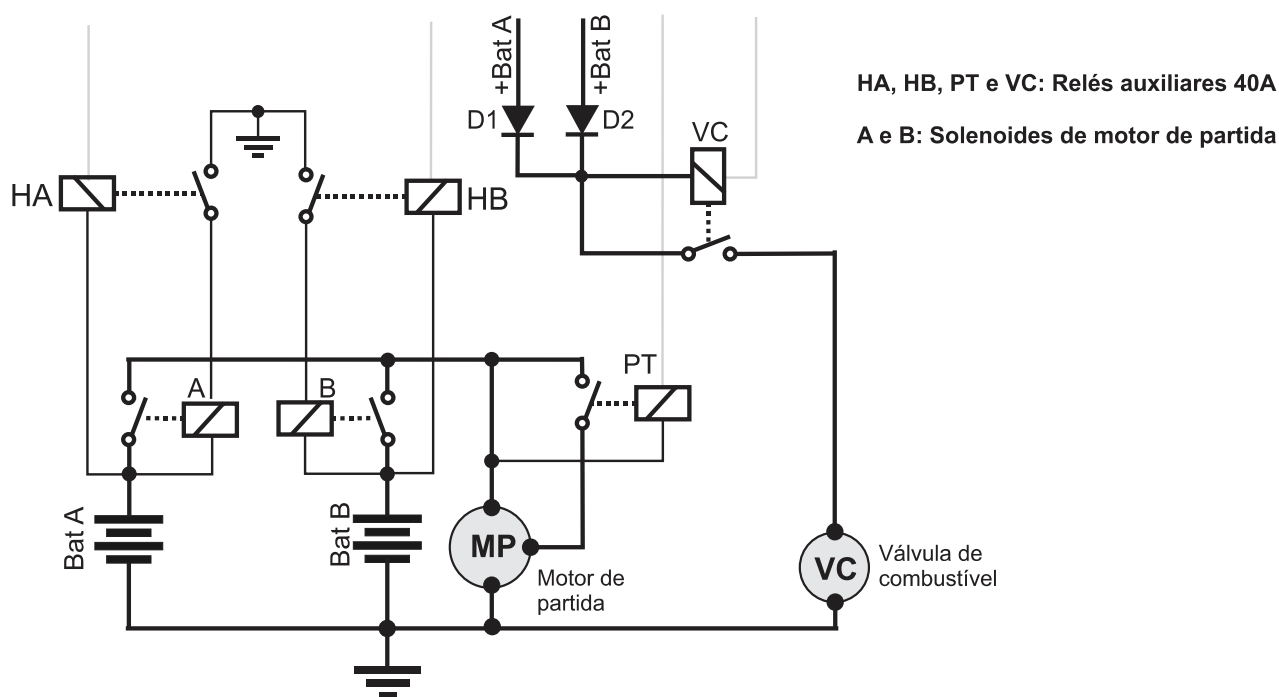 +Bat A
+Bat B
HA, HB, PT e VC: Relés auxiliares 40A
D1
D2
VC
A e B: Solenoides de motor de partida
HA
HB
PT
A
B
Bat A
Bat B
MP
Motor de
partida
VC
Válvula de
combustível